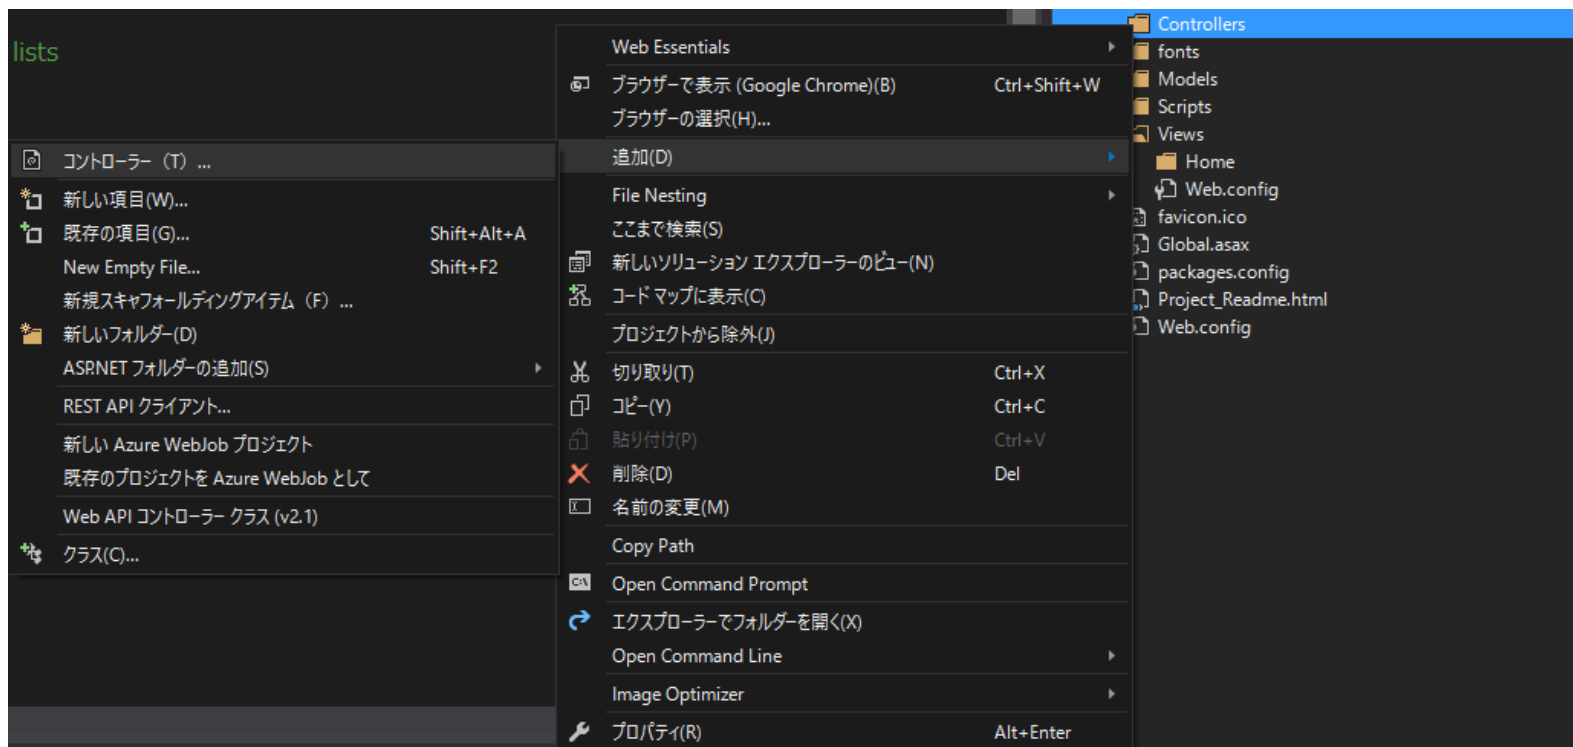 lists
コントローラー（T）...
新しい項目(W)...
既存の項目(G)... Shift+Alt+A
New Empty File... Shift+F2
新規スキャフォールディングアイテム（F）...
新しいフォルダー(D)
ASP.NET フォルダーの追加(S)
REST API クライアント...
新しい Azure WebJob プロジェクト
既存のプロジェクトを Azure WebJob として
Web API コントローラー クラス (v2.1)
クラス(C)...
Web Essentials
ブラウザーで表示 (Google Chrome)(B) Ctrl+Shift+W
ブラウザーの選択(H)...
追加(D)
File Nesting
ここまで検索(S)
新しいソリューション エクスプローラーのビュー(N)
コード マップに表示(C)
プロジェクトから除外(J)
切り取り(T) Ctrl+X
コピー(Y) Ctrl+C
貼り付け(P) Ctrl+V
削除(D) Del
名前の変更(M)
Copy Path
Open Command Prompt
エクスプローラーでフォルダーを開く(X)
Open Command Line
Image Optimizer
プロパティ(R) Alt+Enter
Controllers
fonts
Models
Scripts
Views
Home
Web.config
favicon.ico
Global.asax
packages.config
Project_Readme.html
Web.config